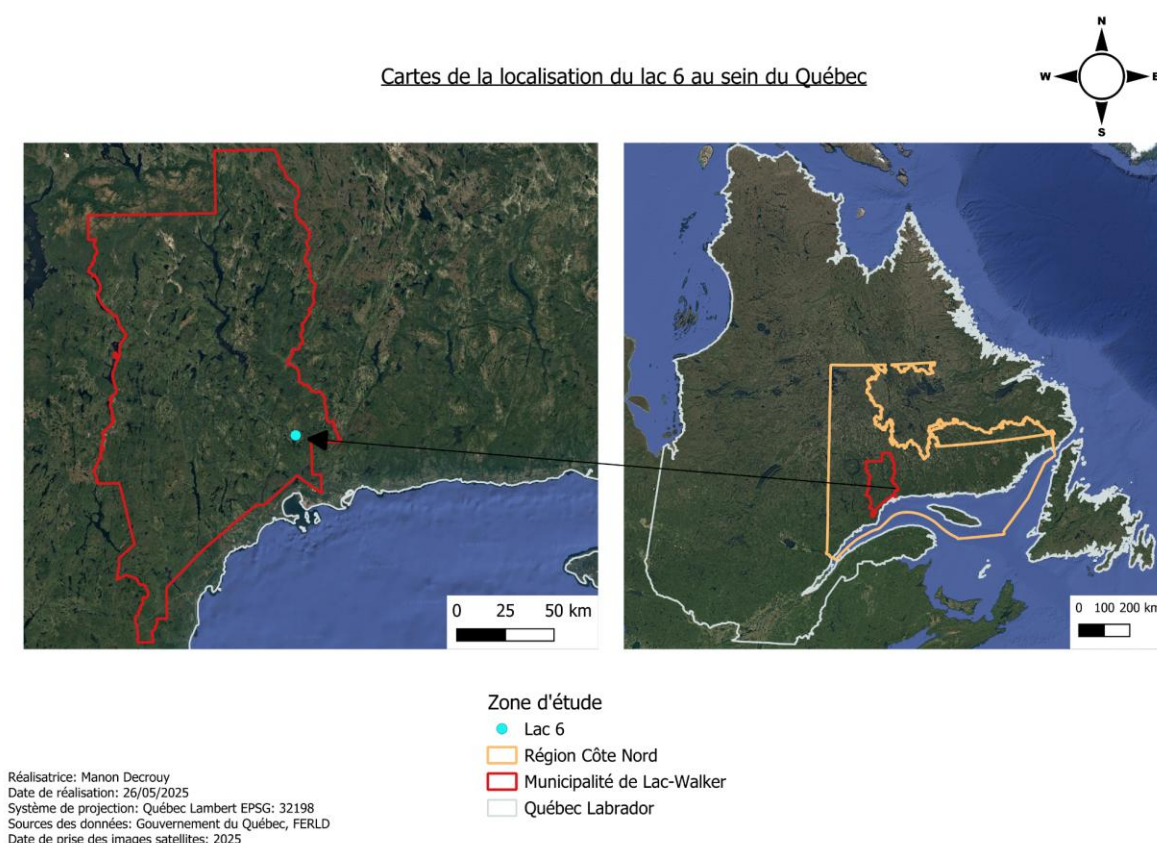 N
Cartes de la localisation du lac 6 au sein du Québec
W E
S
0 25 50 km
0 100 200 km
Zone d'étude
Lac 6
Région Côte Nord
Municipalité de Lac-Walker
Québec Labrador
Réalisatrice: Manon Decrouy
Date de réalisation: 26/05/2025
Système de projection: Québec Lambert EPSG: 32198
Sources des données: Gouvernement du Québec, FERLD
Date de prise des images satellites: 2025